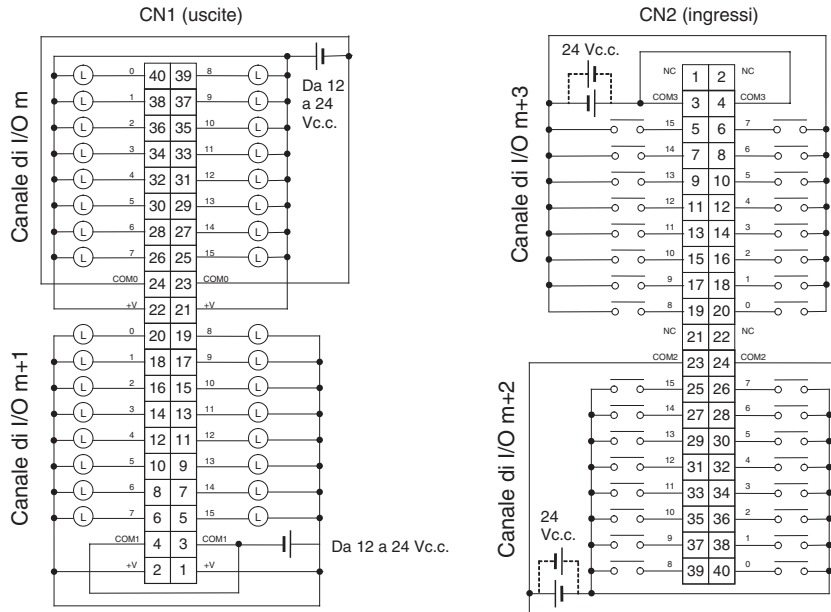 CN1 (uscite)
Canale di I/O m
0 40 39 8
1 38 37 9
2 36 35 10
3 34 33 11
4 32 31 12
5 30 29 13
6 28 27 14
7 26 25 15
COM0 24 23 COM0
+V 22 21 +V
L L
L L
L L
L L
L L
L L
L L
L L
Da 12
a 24
Vc.c.
Canale di I/O m+1
0 20 19 8
1 18 17 9
2 16 15 10
3 14 13 11
4 12 11 12
5 10 9 13
6 8 7 14
7 6 5 15
COM1 4 3 COM1
+V 2 1 +V
L L
L L
L L
L L
L L
L L
L L
L L
Da 12 a 24 Vc.c.
CN2 (ingressi)
24 Vc.c.
Canale di I/O m+3
NC 1 2 NC
COM3 3 4 COM3
15 5 6 7
14 7 8 6
13 9 10 5
12 11 12 4
11 13 14 3
10 15 16 2
9 17 18 1
8 19 20 0
NC 21 22 NC
COM2 23 24 COM2
Canale di I/O m+2
15 25 26 7
14 27 28 6
13 29 30 5
12 31 32 4
11 33 34 3
10 35 36 2
9 37 38 1
8 39 40 0
24
Vc.c.